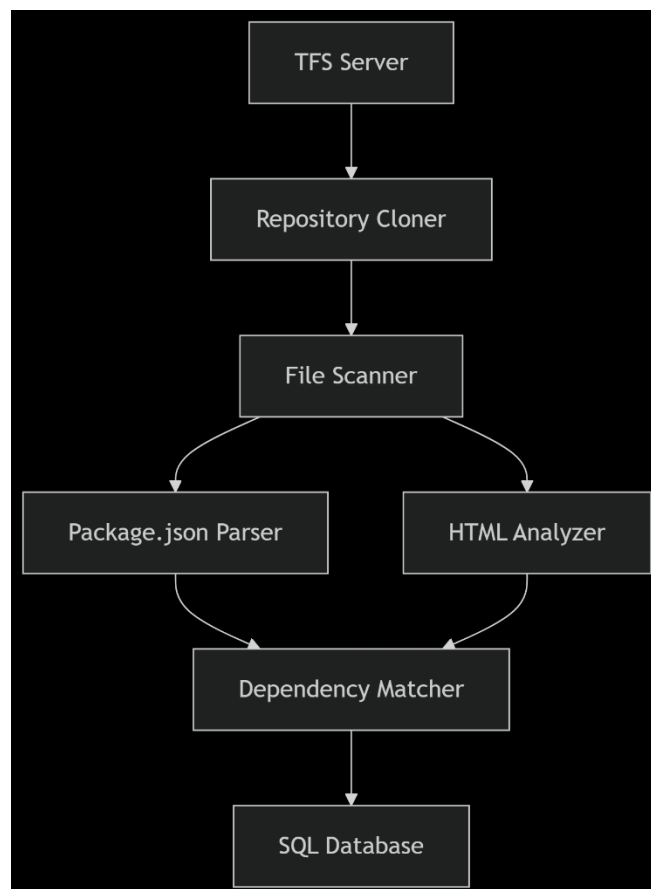 TFS Server
Repository Cloner
File Scanner
Package.json Parser
HTML Analyzer
Dependency Matcher
SQL Database